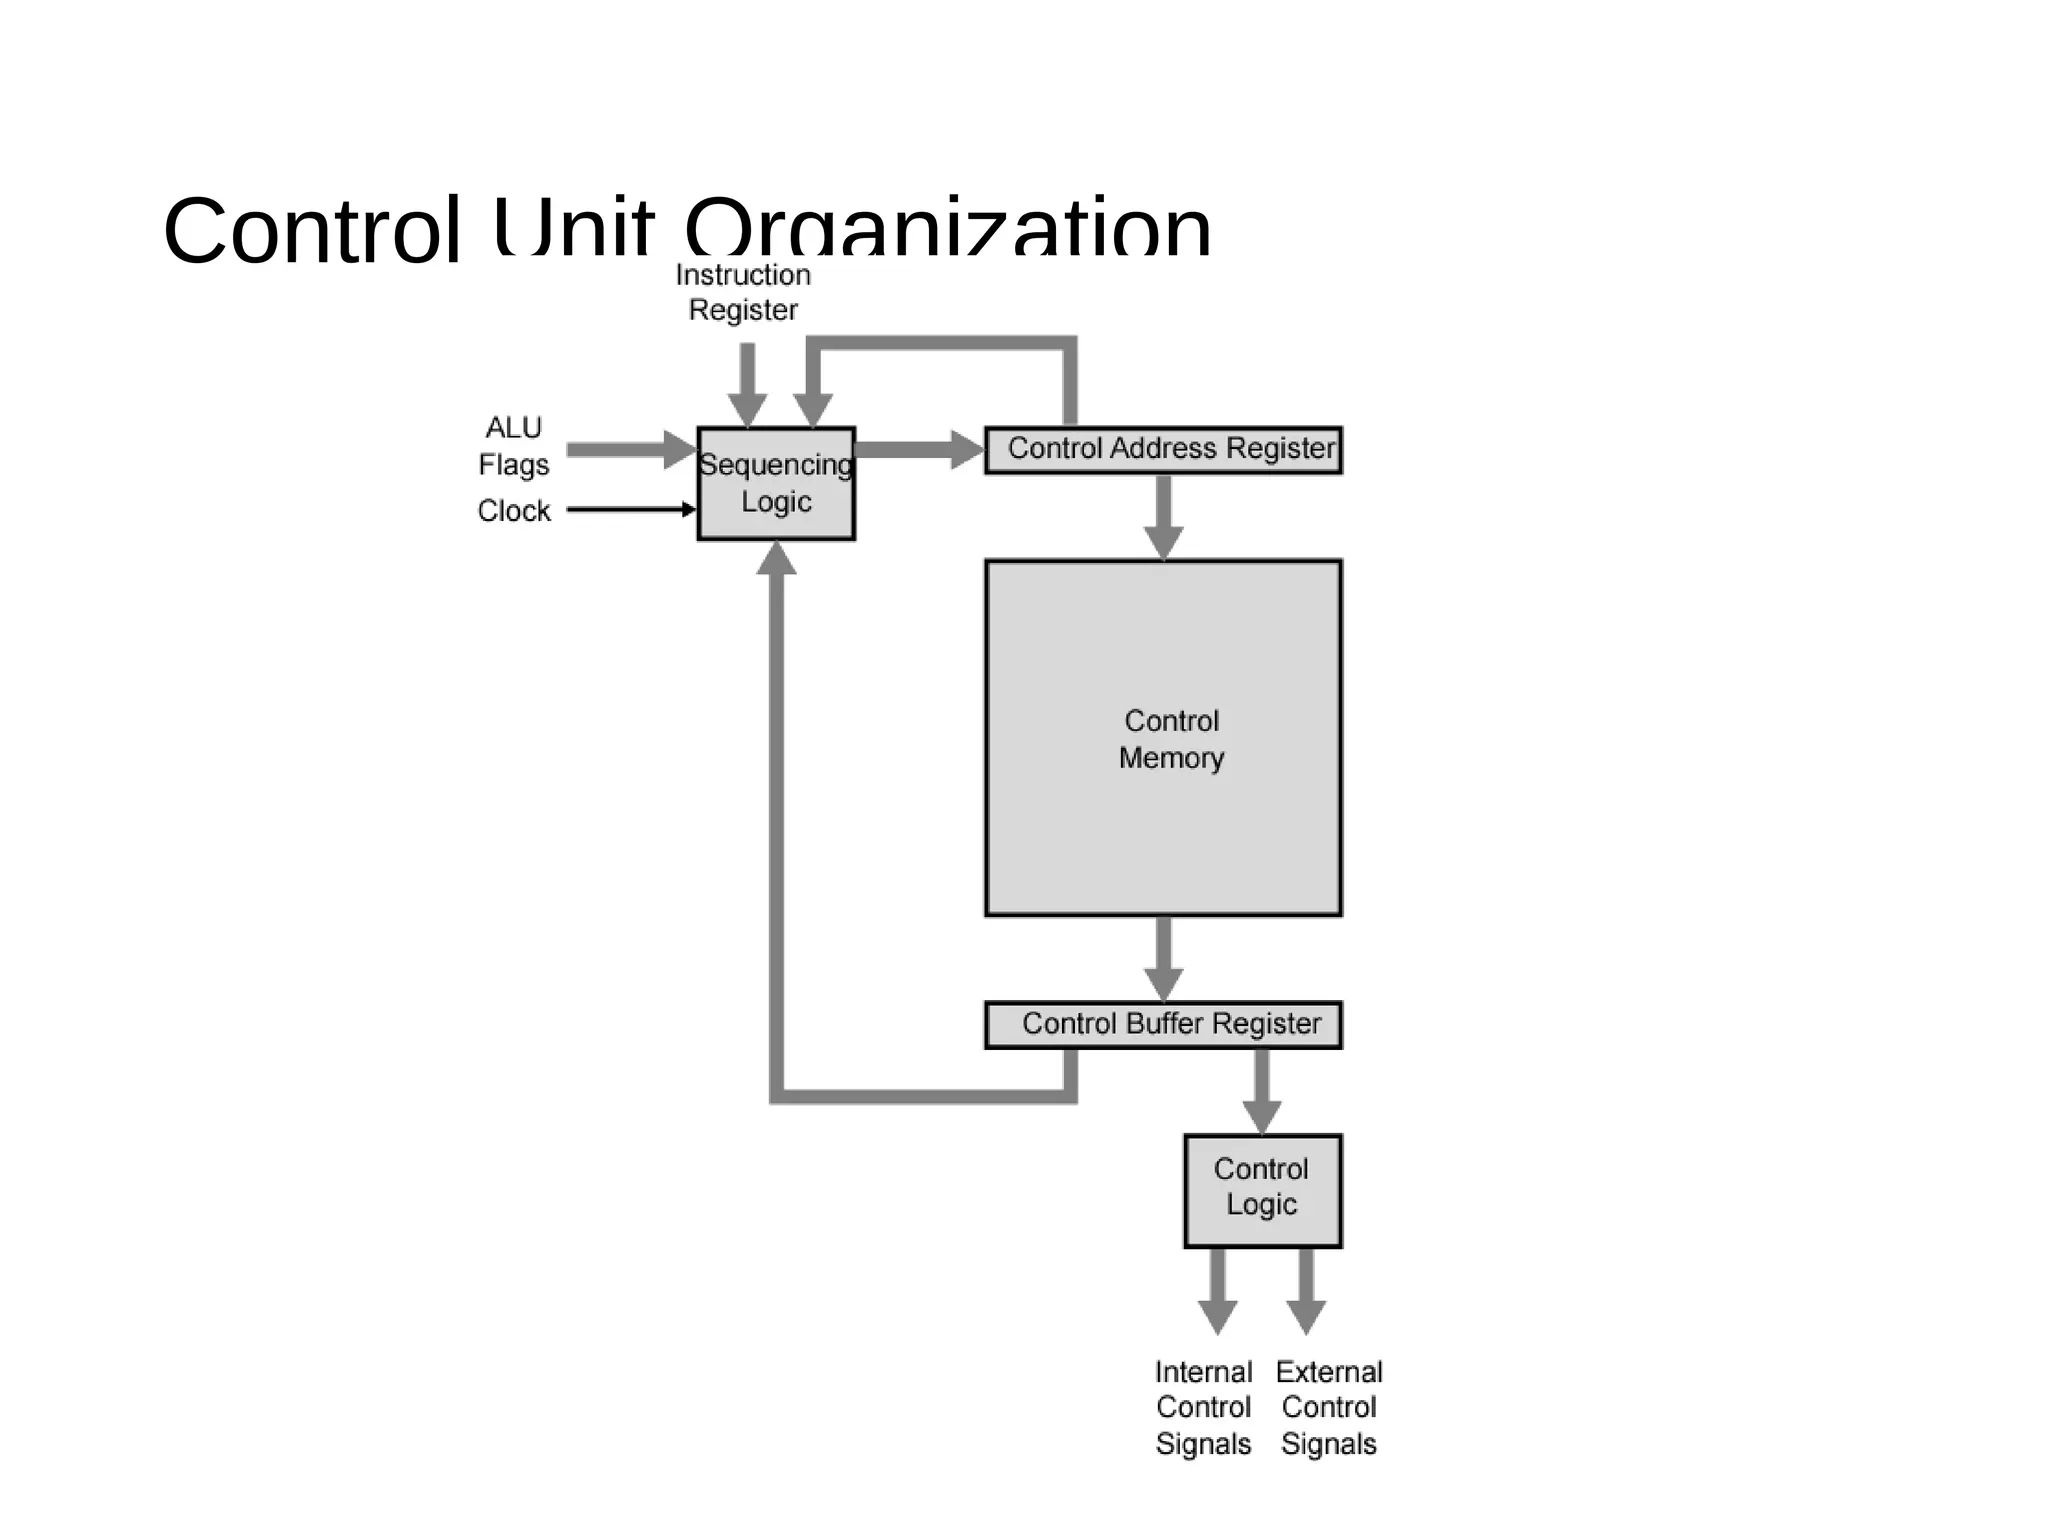 Control Unit Organization
Instruction
Register
ALU
Flags
Clock
Sequencing
Logic
Control Address Register
Control
Memory
Control Buffer Register
Control
Logic
Internal
Control
Signals
External
Control
Signals